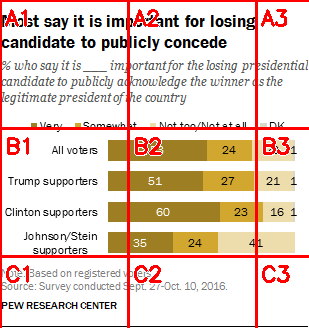 A1 A2 A3
Most say it is important for losing
candidate to publicly concede
% who say it is ____ important for the losing presidential
candidate to publicly acknowledge the winner as the
legitimate president of the country
Very Somewhat Not too/Not at all DK
B1 B2 B3
All voters 24 1
Trump supporters 51 27 21 1
Clinton supporters 60 23 16 1
Johnson/Stein
supporters 35 24 41
C1 C2 C3
Note: Based on registered voters.
Source: Survey conducted Sept. 27-Oct. 10, 2016.
PEW RESEARCH CENTER